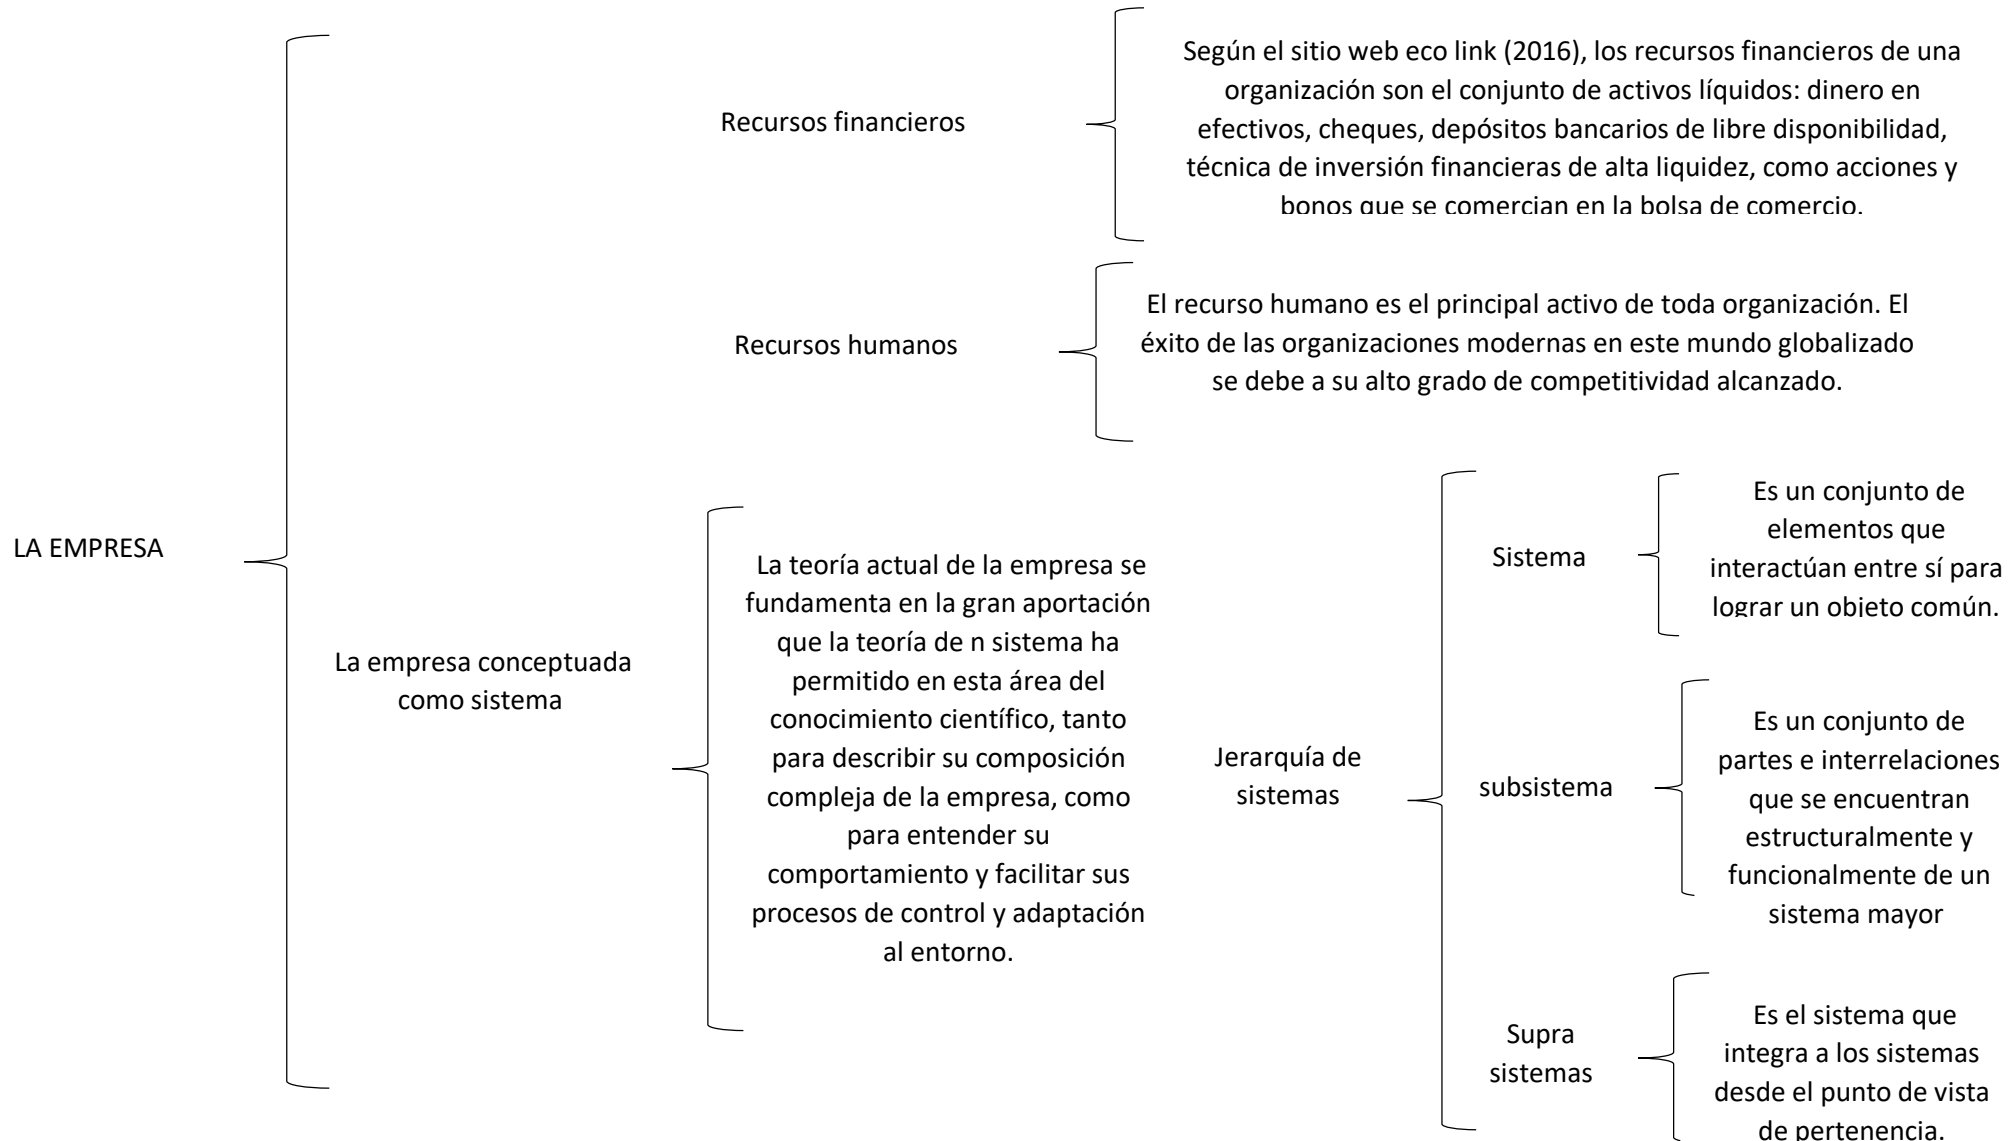 LA EMPRESA
Recursos financieros
Según el sitio web eco link (2016), los recursos financieros de una
organización son el conjunto de activos líquidos: dinero en
efectivos, cheques, depósitos bancarios de libre disponibilidad,
técnica de inversión financieras de alta liquidez, como acciones y
bonos que se comercian en la bolsa de comercio.
Recursos humanos
El recurso humano es el principal activo de toda organización. El
éxito de las organizaciones modernas en este mundo globalizado
se debe a su alto grado de competitividad alcanzado.
La empresa conceptuada
como sistema
La teoría actual de la empresa se
fundamenta en la gran aportación
que la teoría de n sistema ha
permitido en esta área del
conocimiento científico, tanto
para describir su composición
compleja de la empresa, como
para entender su
comportamiento y facilitar sus
procesos de control y adaptación
al entorno.
Jerarquía de
sistemas
Sistema
Es un conjunto de
elementos que
interactúan entre sí para
lograr un objeto común.
subsistema
Es un conjunto de
partes e interrelaciones
que se encuentran
estructuralmente y
funcionalmente de un
sistema mayor
Supra
sistemas
Es el sistema que
integra a los sistemas
desde el punto de vista
de pertenencia.